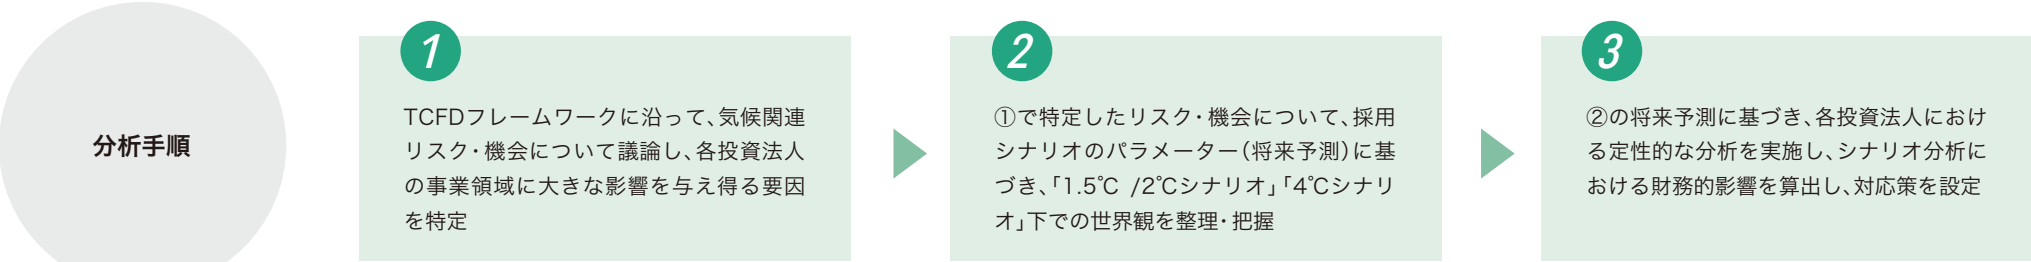 分析手順
1
TCFDフレームワークに沿って、気候関連
リスク・機会について議論し、各投資法人
の事業領域に大きな影響を与え得る要因
を特定
2
①で特定したリスク・機会について、採用
シナリオのパラメーター（将来予測）に基
づき、「1.5℃ /2℃シナリオ」「4℃シナリ
オ」下での世界観を整理・把握
3
②の将来予測に基づき、各投資法人におけ
る定性的な分析を実施し、シナリオ分析に
おける財務的影響を算出し、対応策を設定